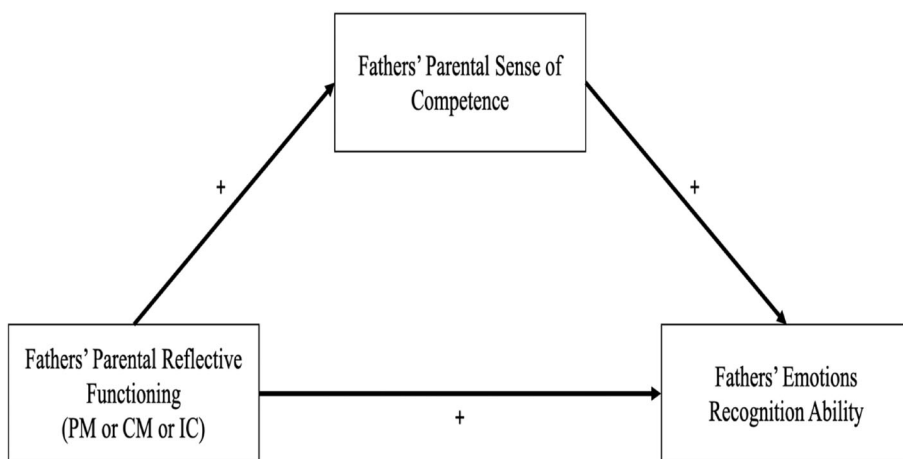 Fathers' Parental Sense of
Competence
+
+
Fathers' Parental Reflective
Functioning
(PM or CM or IC)
+
Fathers' Emotions
Recognition Ability